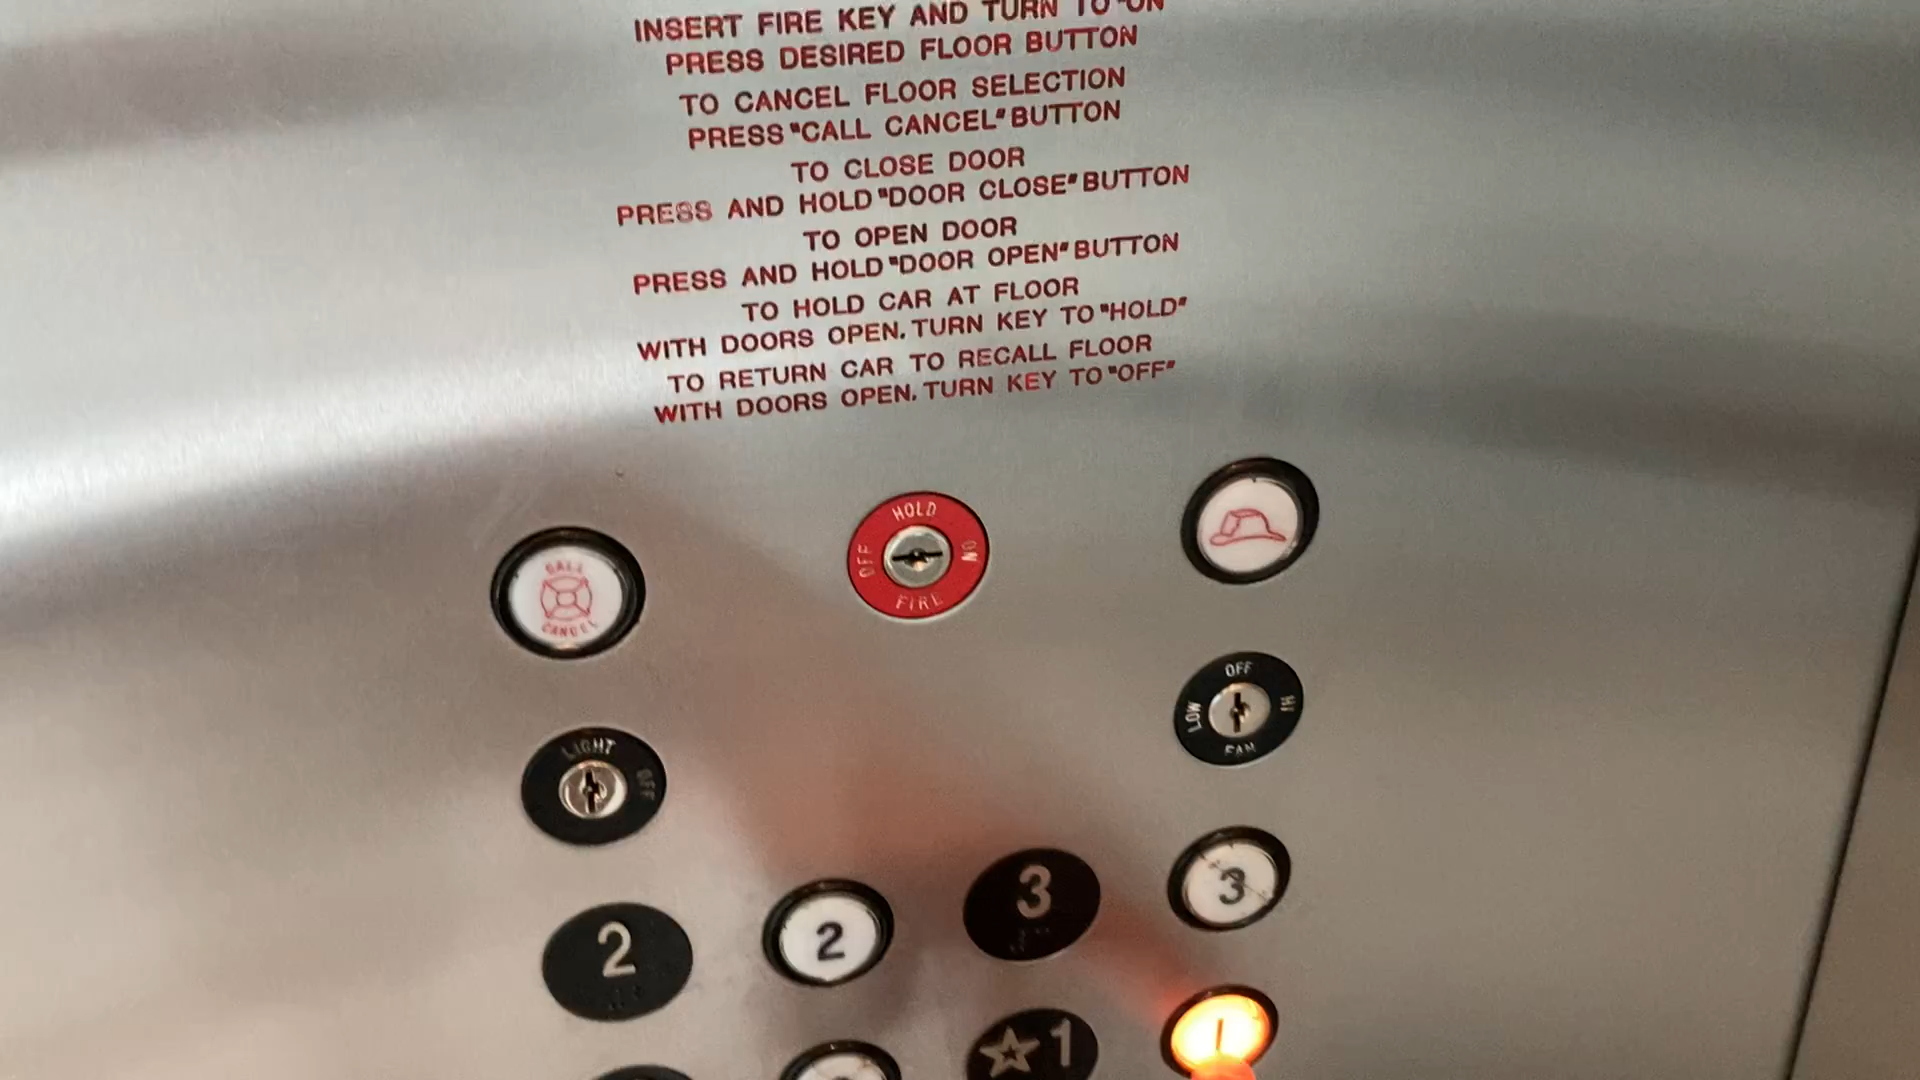 INSERT FIRE KEY AND TURN TO "ON
PRESS DESIRED FLOOR BUTTON
TO CANCEL FLOOR SELECTION
PRESS "CALL CANCEL" BUTTON
TO CLOSE DOOR
PRESS AND HOLD "DOOR CLOSE" BUTTON
TO OPEN DOOR
PRESS AND HOLD "DOOR OPEN" BUTTON
TO HOLD CAR AT FLOOR
WITH DOORS OPEN. TURN KEY TO "HOLD"
TO RETURN CAR TO RECALL FLOOR
WITH DOORS OPEN. TURN KEY TO "OFF"
HOLD
OFF
ON
FIRE
CALL
CANCEL
OFF
LOW
HI
FAN
LIGHT
OFF
2
2
3
3
★1
1